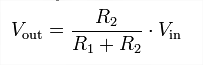 V_out = R_2 / (R_1 + R_2) · V_in